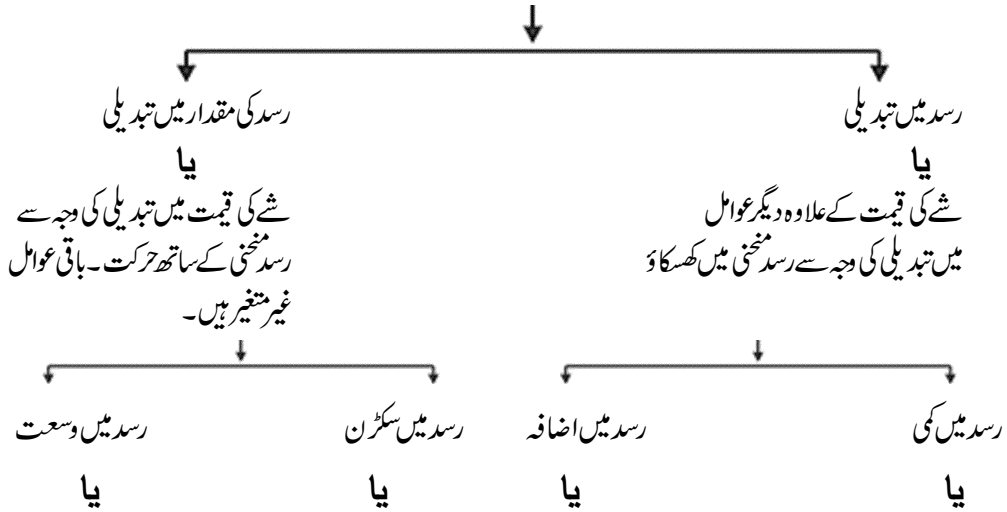 رسد میں تبدیلی
یا
شے کی قیمت کے علاوہ دیگر عوامل
میں تبدیلی کی وجہ سے رسد منحنی میں کھسکاؤ
رسد کی مقدار میں تبدیلی
یا
شے کی قیمت میں تبدیلی کی وجہ سے
رسد منحنی کے ساتھ حرکت۔ باقی عوامل
غیر متغیر ہیں۔
رسد میں کمی
یا
رسد میں اضافہ
یا
رسد میں سکڑن
یا
رسد میں وسعت
یا